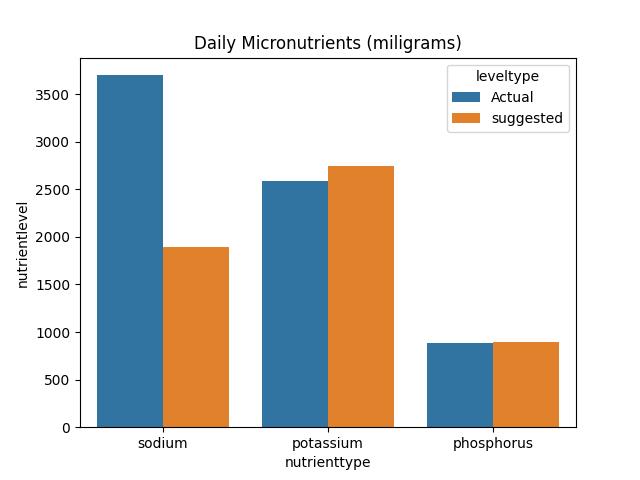 Daily Micronutrients (miligrams)
leveltype
Actual
suggested
nutrientlevel
3500
3000
2500
2000
1500
1000
500
0
sodium
potassium
phosphorus
nutrienttype